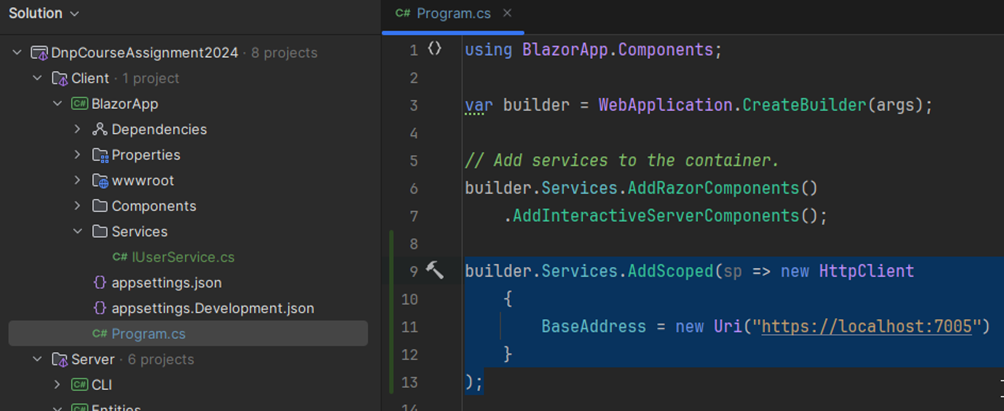 Solution
DnpCourseAssignment2024 · 8 projects
Client · 1 project
C# BlazorApp
Dependencies
Properties
wwwroot
Components
Services
C# IUserService.cs
{} appsettings.json
{} appsettings.Development.json
C# Program.cs
Server · 6 projects
C# CLI
C# Entities
C# Program.cs ×
1 using BlazorApp.Components;
2
3 var builder = WebApplication.CreateBuilder(args);
4
5 // Add services to the container.
6 builder.Services.AddRazorComponents()
7 .AddInteractiveServerComponents();
8
9 builder.Services.AddScoped(sp => new HttpClient
10 {
11 BaseAddress = new Uri("https://localhost:7005")
12 }
13 );
14